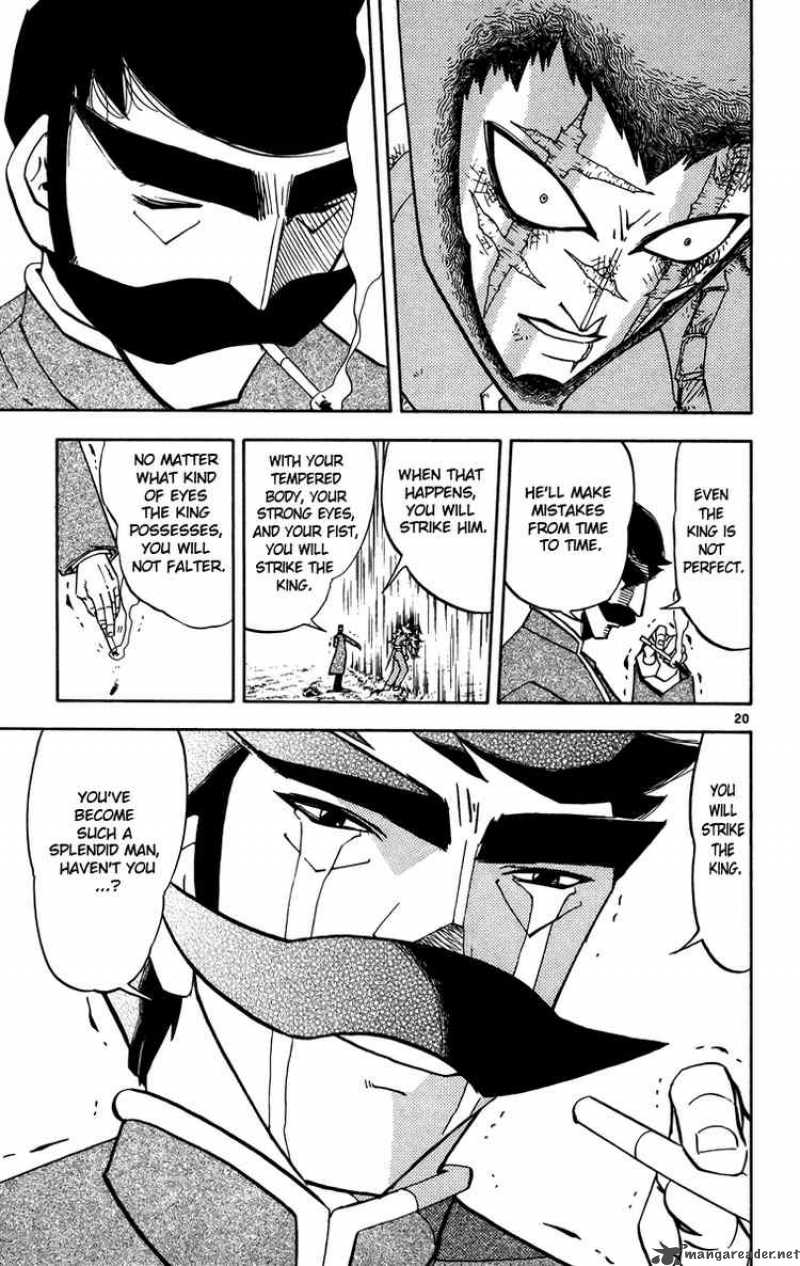 EVEN
THE
KING IS
NOT
PERFECT.
HE'LL MAKE
MISTAKES
FROM TIME
TO TIME.
WHEN THAT
HAPPENS,
YOU WILL
STRIKE HIM.
WITH YOUR
TEMPERED
BODY, YOUR
STRONG EYES,
AND YOUR FIST,
YOU WILL
STRIKE THE
KING.
NO MATTER
WHAT KIND
OF EYES
THE KING
POSSESSES,
YOU WILL
NOT FALTER.
20
YOU
WILL
STRIKE
THE
KING.
YOU'VE
BECOME
SUCH A
SPLENDID MAN,
HAVEN'T YOU
...?
mangareader.net